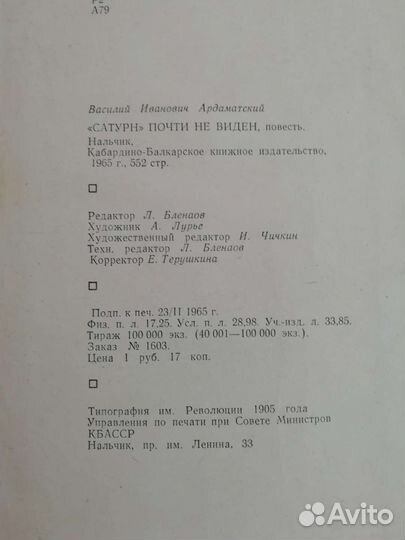 Р2
А79
Василий Иванович Ардаматский
«САТУРН» ПОЧТИ НЕ ВИДЕН, повесть.
Нальчик,
Кабардино-Балкарское книжное издательство,
1965 г., 552 стр.
Редактор Л. Бленаов
Художник А. Лурье
Художественный редактор И. Чичкин
Техн. редактор Л. Бленаов
Корректор Е. Терушкина
Подп. к печ. 23/II 1965 г.
Физ. п. л. 17,25. Усл. п. л. 28,98. Уч.-изд. л. 33,85.
Тираж 100 000 экз. (40 001—100 000 экз.).
Заказ № 1603.
Цена 1 руб. 17 коп.
Типография им. Революции 1905 года
Управления по печати при Совете Министров
КБАССР
Нальчик, пр. им. Ленина, 33
Avito